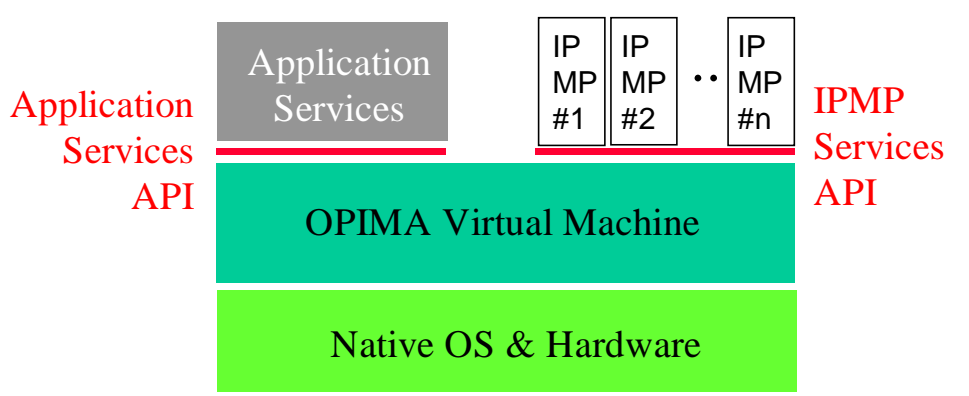 Application
Services
IP
MP
#1
IP
MP
#2
..
IP
MP
#n
Application
Services
API
IPMP
Services
API
OPIMA Virtual Machine
Native OS & Hardware